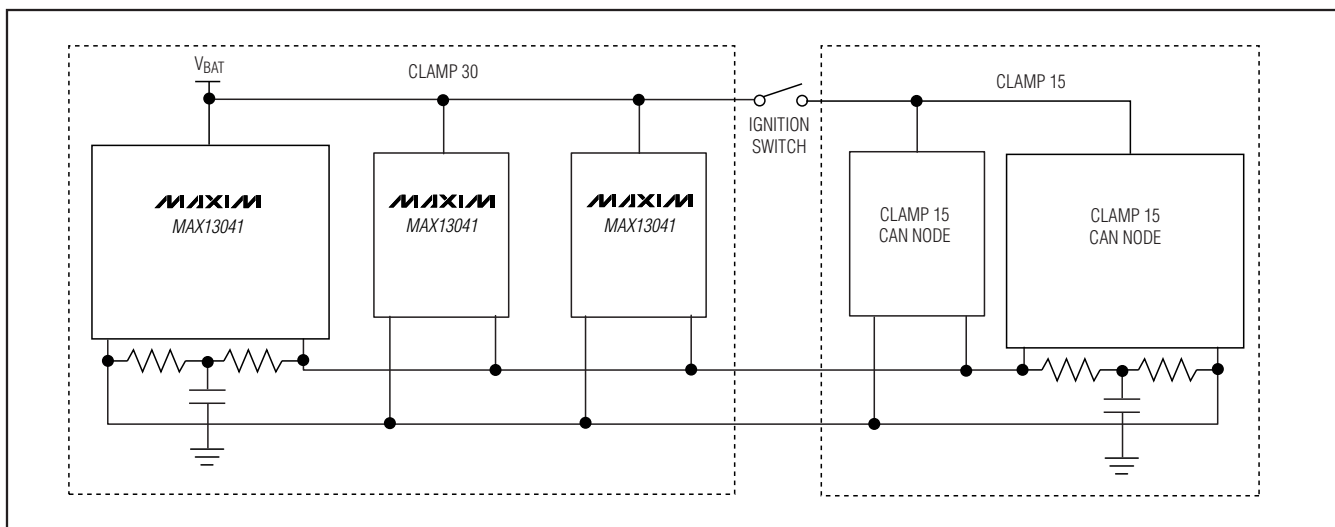 VBAT
CLAMP 30
CLAMP 15
IGNITION
SWITCH
MAXIM
MAX13041
MAXIM
MAX13041
MAXIM
MAX13041
CLAMP 15
CAN NODE
CLAMP 15
CAN NODE